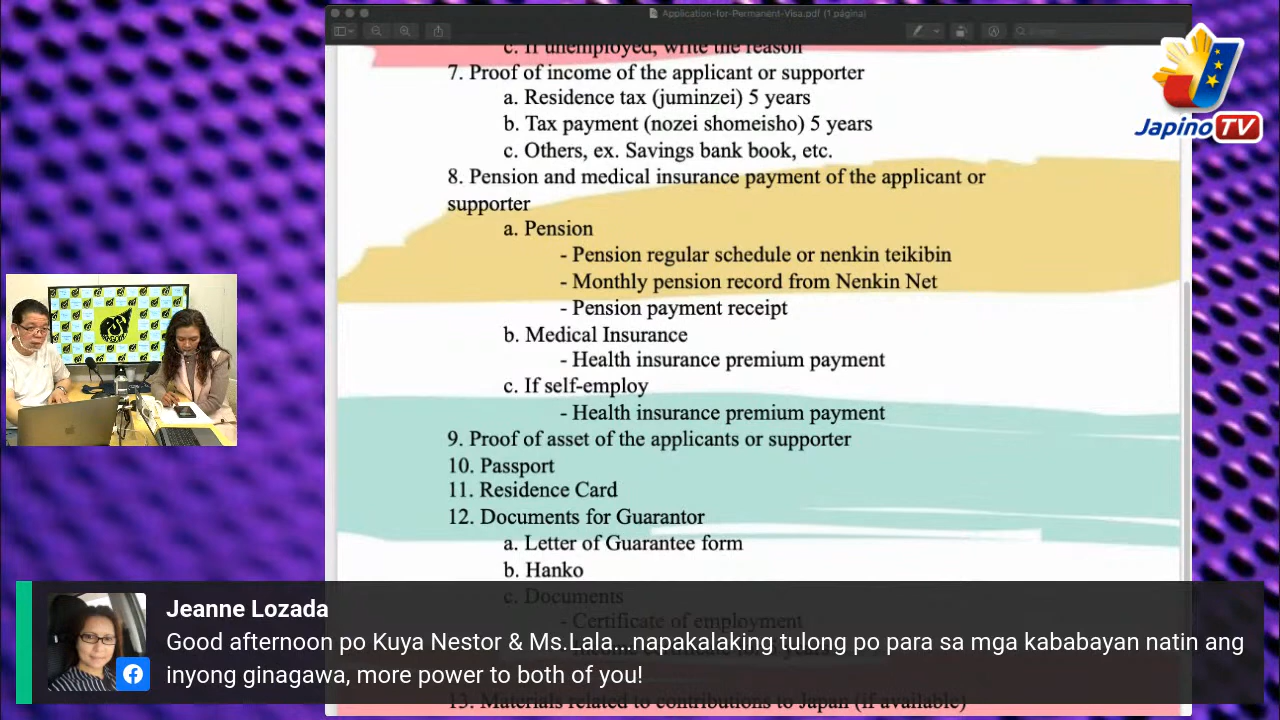 Application-for-Permanent-Visa.pdf (1 página)
c. If unemployed, write the reason
7. Proof of income of the applicant or supporter
a. Residence tax (juminzei) 5 years
b. Tax payment (nozei shomeisho) 5 years
c. Others, ex. Savings bank book, etc.
8. Pension and medical insurance payment of the applicant or
supporter
a. Pension
- Pension regular schedule or nenkin teikibin
- Monthly pension record from Nenkin Net
- Pension payment receipt
b. Medical Insurance
- Health insurance premium payment
c. If self-employ
- Health insurance premium payment
9. Proof of asset of the applicants or supporter
10. Passport
11. Residence Card
12. Documents for Guarantor
a. Letter of Guarantee form
b. Hanko
c. Documents
- Certificate of employment
13. Materials related to contributions to Japan (if available)
Japino TV
Jeanne Lozada
Good afternoon po Kuya Nestor & Ms.Lala...napakalaking tulong po para sa mga kababayan natin ang
inyong ginagawa, more power to both of you!